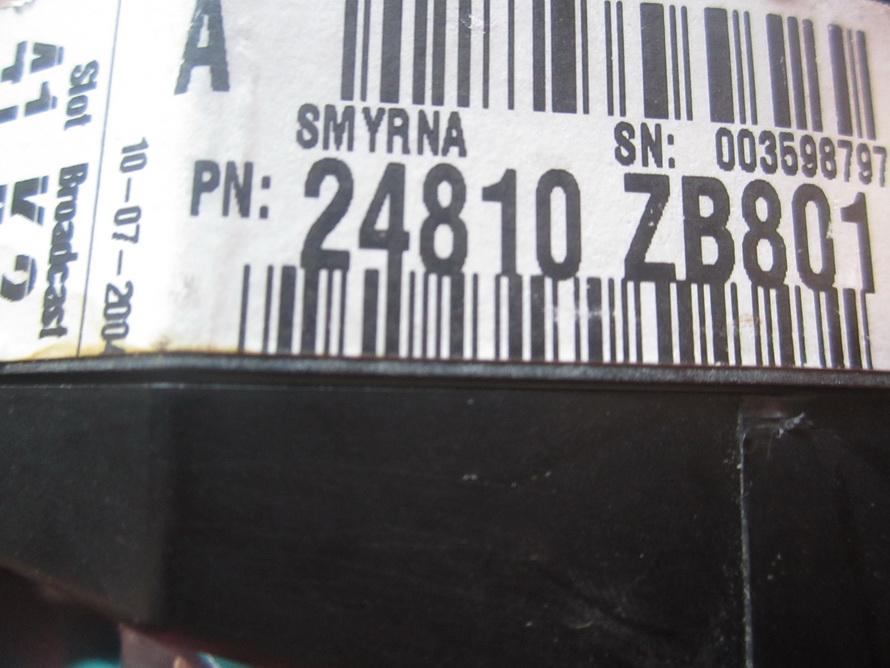 A
SMYRNA SN: 003598797
PN: 24810 ZB801
10-07-2004
Slot Broadcast